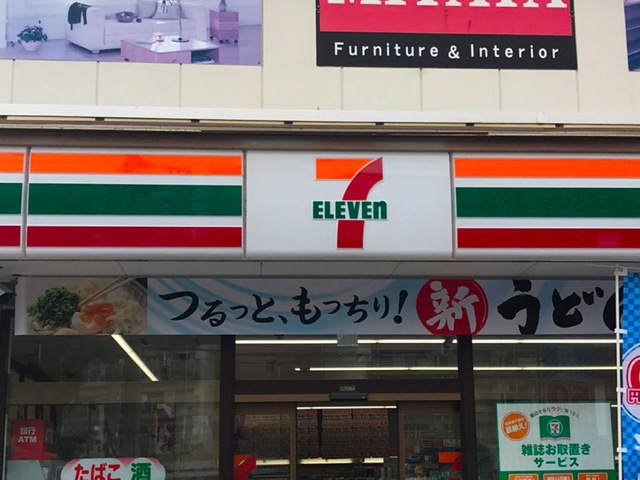 Furniture & Interior
7
ELEVEn
つるっと、もっちり! 新 うどん
銀行
ATM
たばこ 酒
雑誌お取置き
サービス